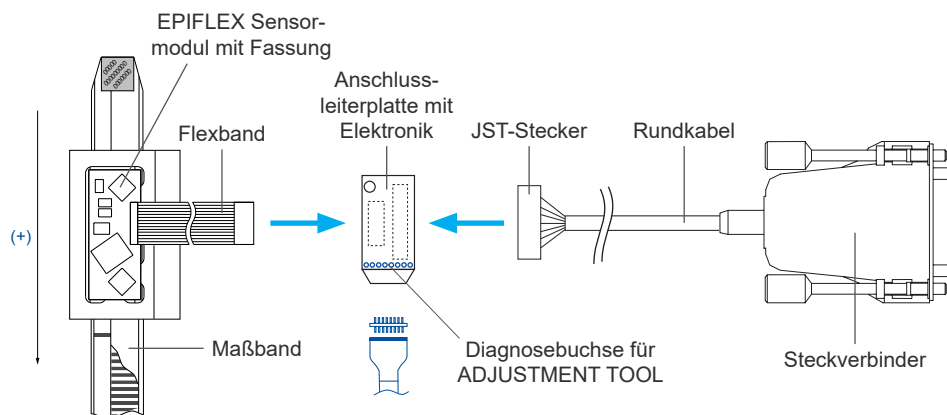 EPIFLEX Sensor-
modul mit Fassung
Flexband
Anschluss-
leiterplatte mit
Elektronik
JST-Stecker
Rundkabel
(+)
Maßband
Diagnosebuchse für
ADJUSTMENT TOOL
Steckverbinder